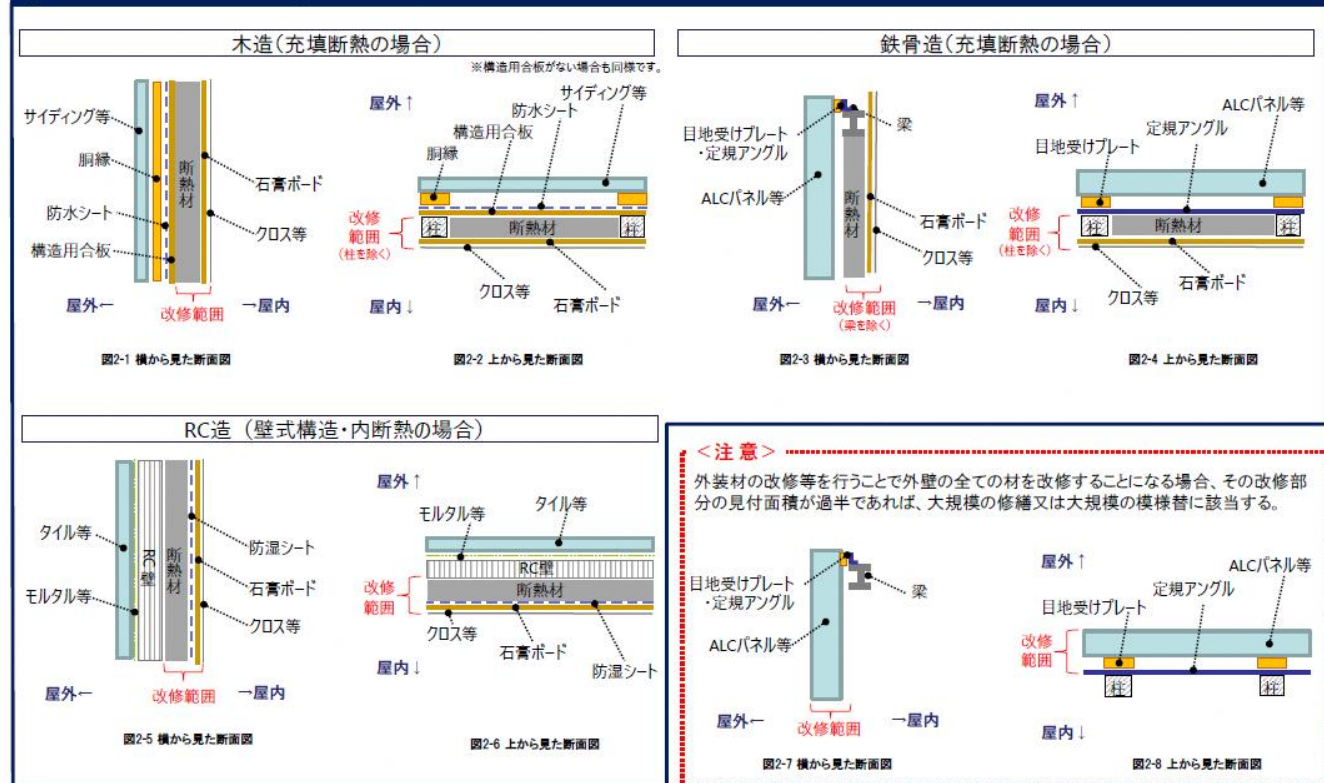 木造(充填断熱の場合)
※構造用合板がない場合も同様です。
サイディング等
胴縁
防水シート
構造用合板
断熱材
石膏ボード
クロス等
屋外←
改修範囲
→屋内
図2-1 横から見た断面図
屋外↑
サイディング等
防水シート
構造用合板
胴縁
改修
範囲
(柱を除く)
柱
断熱材
柱
クロス等
石膏ボード
屋内↓
図2-2 上から見た断面図
鉄骨造(充填断熱の場合)
目地受けプレート
・定規アングル
ALCパネル等
梁
断熱材
石膏ボード
クロス等
屋外←
改修範囲
(梁を除く)
→屋内
図2-3 横から見た断面図
屋外↑
ALCパネル等
定規アングル
目地受けプレート
改修
範囲
(柱を除く)
柱
断熱材
柱
クロス等
石膏ボード
屋内↓
図2-4 上から見た断面図
RC造 (壁式構造・内断熱の場合)
タイル等
モルタル等
RC壁
断熱材
防湿シート
石膏ボード
クロス等
屋外←
改修範囲
→屋内
図2-5 横から見た断面図
屋外↑
モルタル等
タイル等
RC壁
断熱材
改修
範囲
クロス等
石膏ボード
防湿シート
屋内↓
図2-6 上から見た断面図
<注意>
外装材の改修等を行うことで外壁の全ての材を改修することになる場合、その改修部
分の見付面積が過半であれば、大規模の修繕又は大規模の模様替に該当する。
目地受けプレート
・定規アングル
ALCパネル等
梁
屋外←
改修範囲
→屋内
図2-7 横から見た断面図
屋外↑
ALCパネル等
定規アングル
目地受けプレート
改修
範囲
柱
柱
屋内↓
図2-8 上から見た断面図